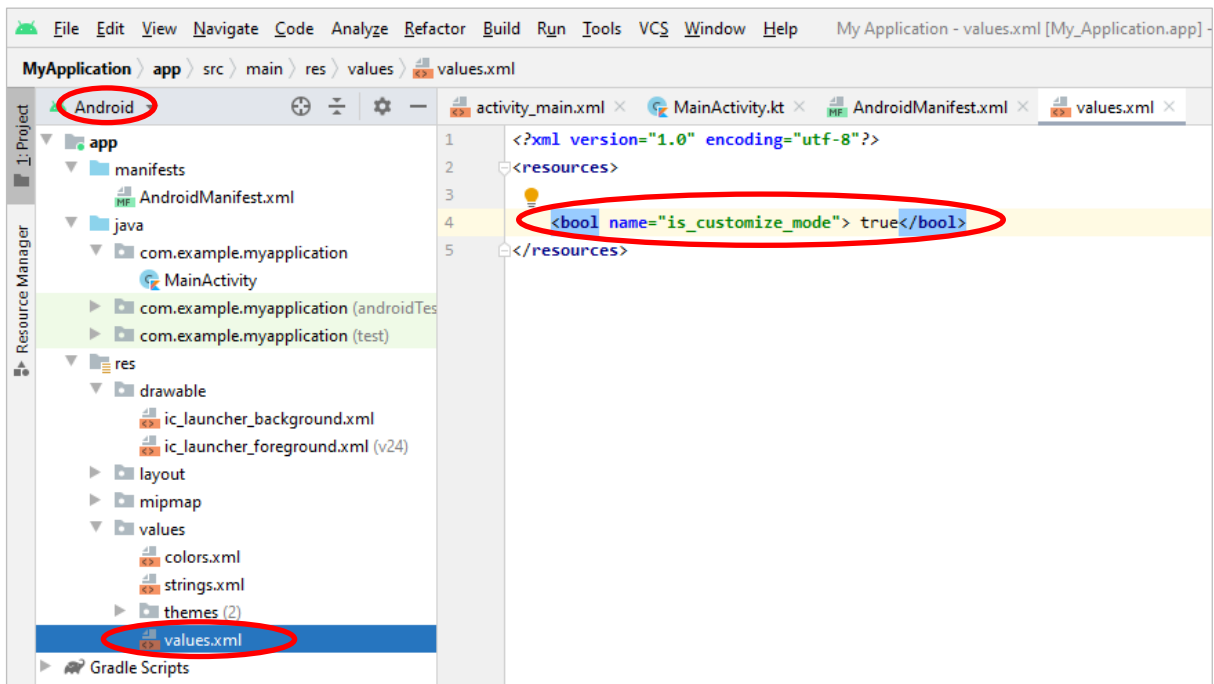 File Edit View Navigate Code Analyze Refactor Build Run Tools VCS Window Help My Application - values.xml [My_Application.app] -
MyApplication 〉 app 〉 src 〉 main 〉 res 〉 values 〉 values.xml
1: Project
Resource Manager
Android
app
manifests
MF AndroidManifest.xml
java
com.example.myapplication
MainActivity
com.example.myapplication (androidTes
com.example.myapplication (test)
res
drawable
ic_launcher_background.xml
ic_launcher_foreground.xml (v24)
layout
mipmap
values
colors.xml
strings.xml
themes (2)
values.xml
Gradle Scripts
activity_main.xml × MainActivity.kt × MF AndroidManifest.xml × values.xml ×
1 <?xml version="1.0" encoding="utf-8"?>
2 <resources>
3
4 <bool name="is_customize_mode"> true</bool>
5 </resources>